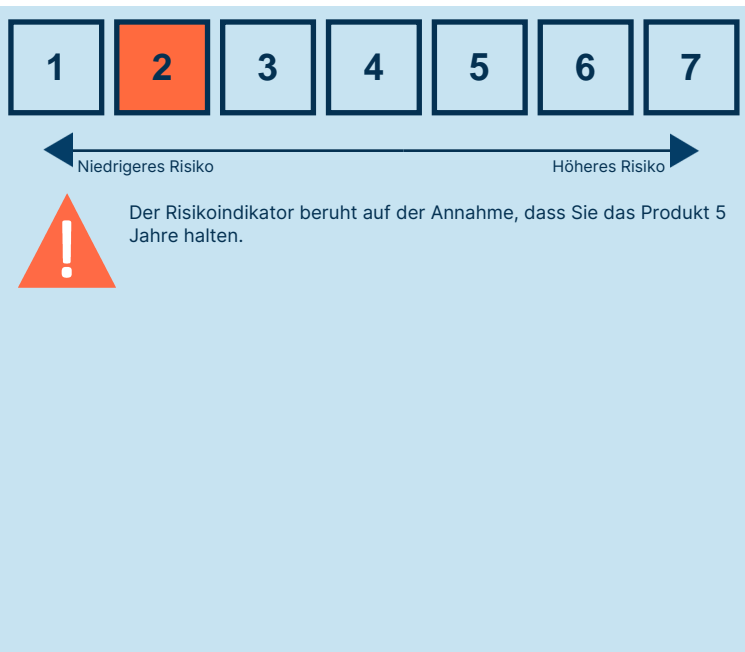 1 2 3 4 5 6 7
Niedrigeres Risiko Höheres Risiko
!
Der Risikoindikator beruht auf der Annahme, dass Sie das Produkt 5
Jahre halten.